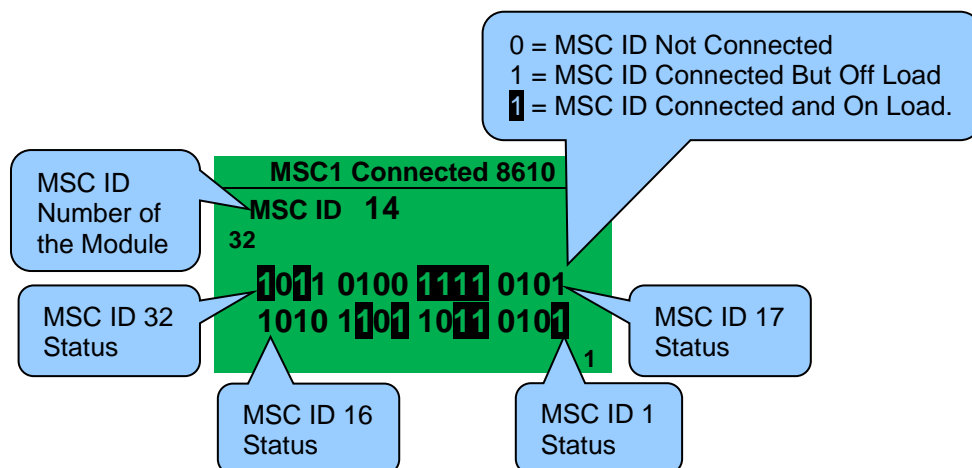 0 = MSC ID Not Connected
1 = MSC ID Connected But Off Load
1 = MSC ID Connected and On Load.
MSC1 Connected 8610
MSC ID 14
32
1011 0100 1111 0101
1010 1101 1011 0101
1
MSC ID
Number of
the Module
MSC ID 32
Status
MSC ID 17
Status
MSC ID 16
Status
MSC ID 1
Status